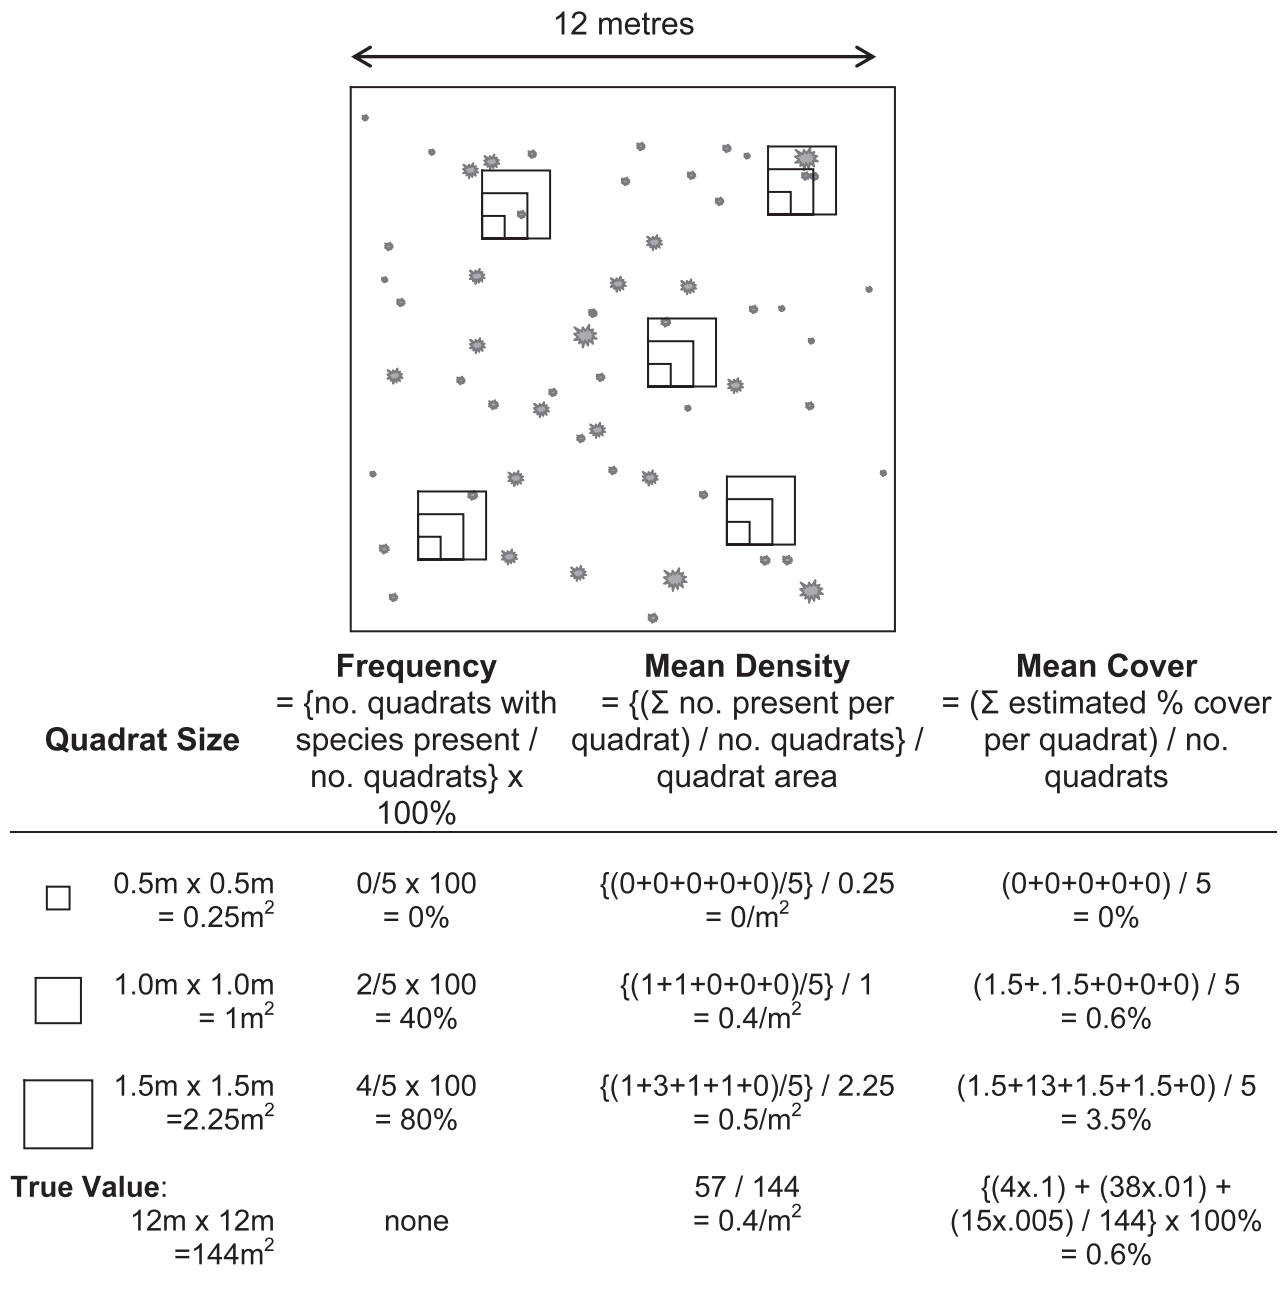 12 metres
Frequency
= {no. quadrats with
species present /
no. quadrats} x
100%
Mean Density
= {(Σ no. present per
quadrat) / no. quadrats} /
quadrat area
Mean Cover
= (Σ estimated % cover
per quadrat) / no.
quadrats
Quadrat Size
0.5m x 0.5m
= 0.25m²
0/5 x 100
= 0%
{(0+0+0+0+0)/5} / 0.25
= 0/m²
(0+0+0+0+0) / 5
= 0%
1.0m x 1.0m
= 1m²
2/5 x 100
= 40%
{(1+1+0+0+0)/5} / 1
= 0.4/m²
(1.5+.1.5+0+0+0) / 5
= 0.6%
1.5m x 1.5m
=2.25m²
4/5 x 100
= 80%
{(1+3+1+1+0)/5} / 2.25
= 0.5/m²
(1.5+13+1.5+1.5+0) / 5
= 3.5%
True Value:
12m x 12m
=144m²
none
57 / 144
= 0.4/m²
{(4x.1) + (38x.01) +
(15x.005) / 144} x 100%
= 0.6%